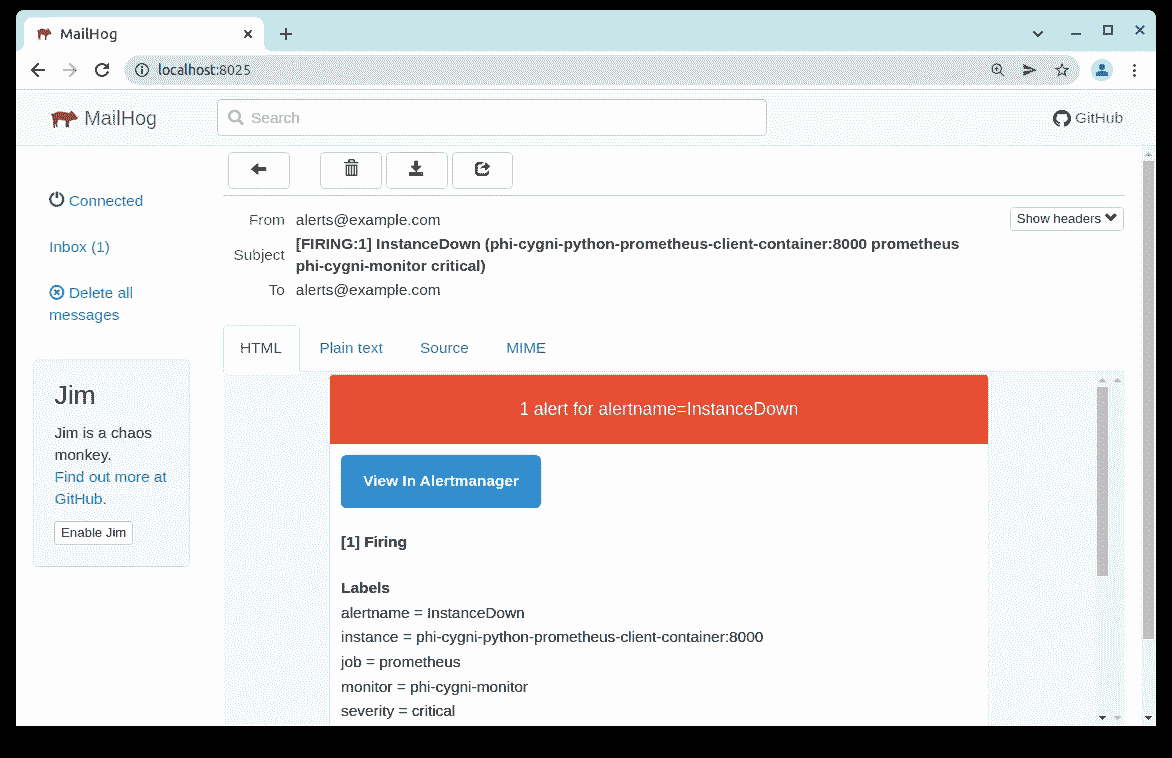 MailHog
localhost:8025
MailHog
Search
GitHub
Connected
Inbox (1)
Delete all
messages
Jim
Jim is a chaos
monkey.
Find out more at
GitHub.
Enable Jim
From alerts@example.com
Show headers
Subject [FIRING:1] InstanceDown (phi-cygni-python-prometheus-client-container:8000 prometheus
phi-cygni-monitor critical)
To alerts@example.com
HTML Plain text Source MIME
1 alert for alertname=InstanceDown
View In Alertmanager
[1] Firing
Labels
alertname = InstanceDown
instance = phi-cygni-python-prometheus-client-container:8000
job = prometheus
monitor = phi-cygni-monitor
severity = critical